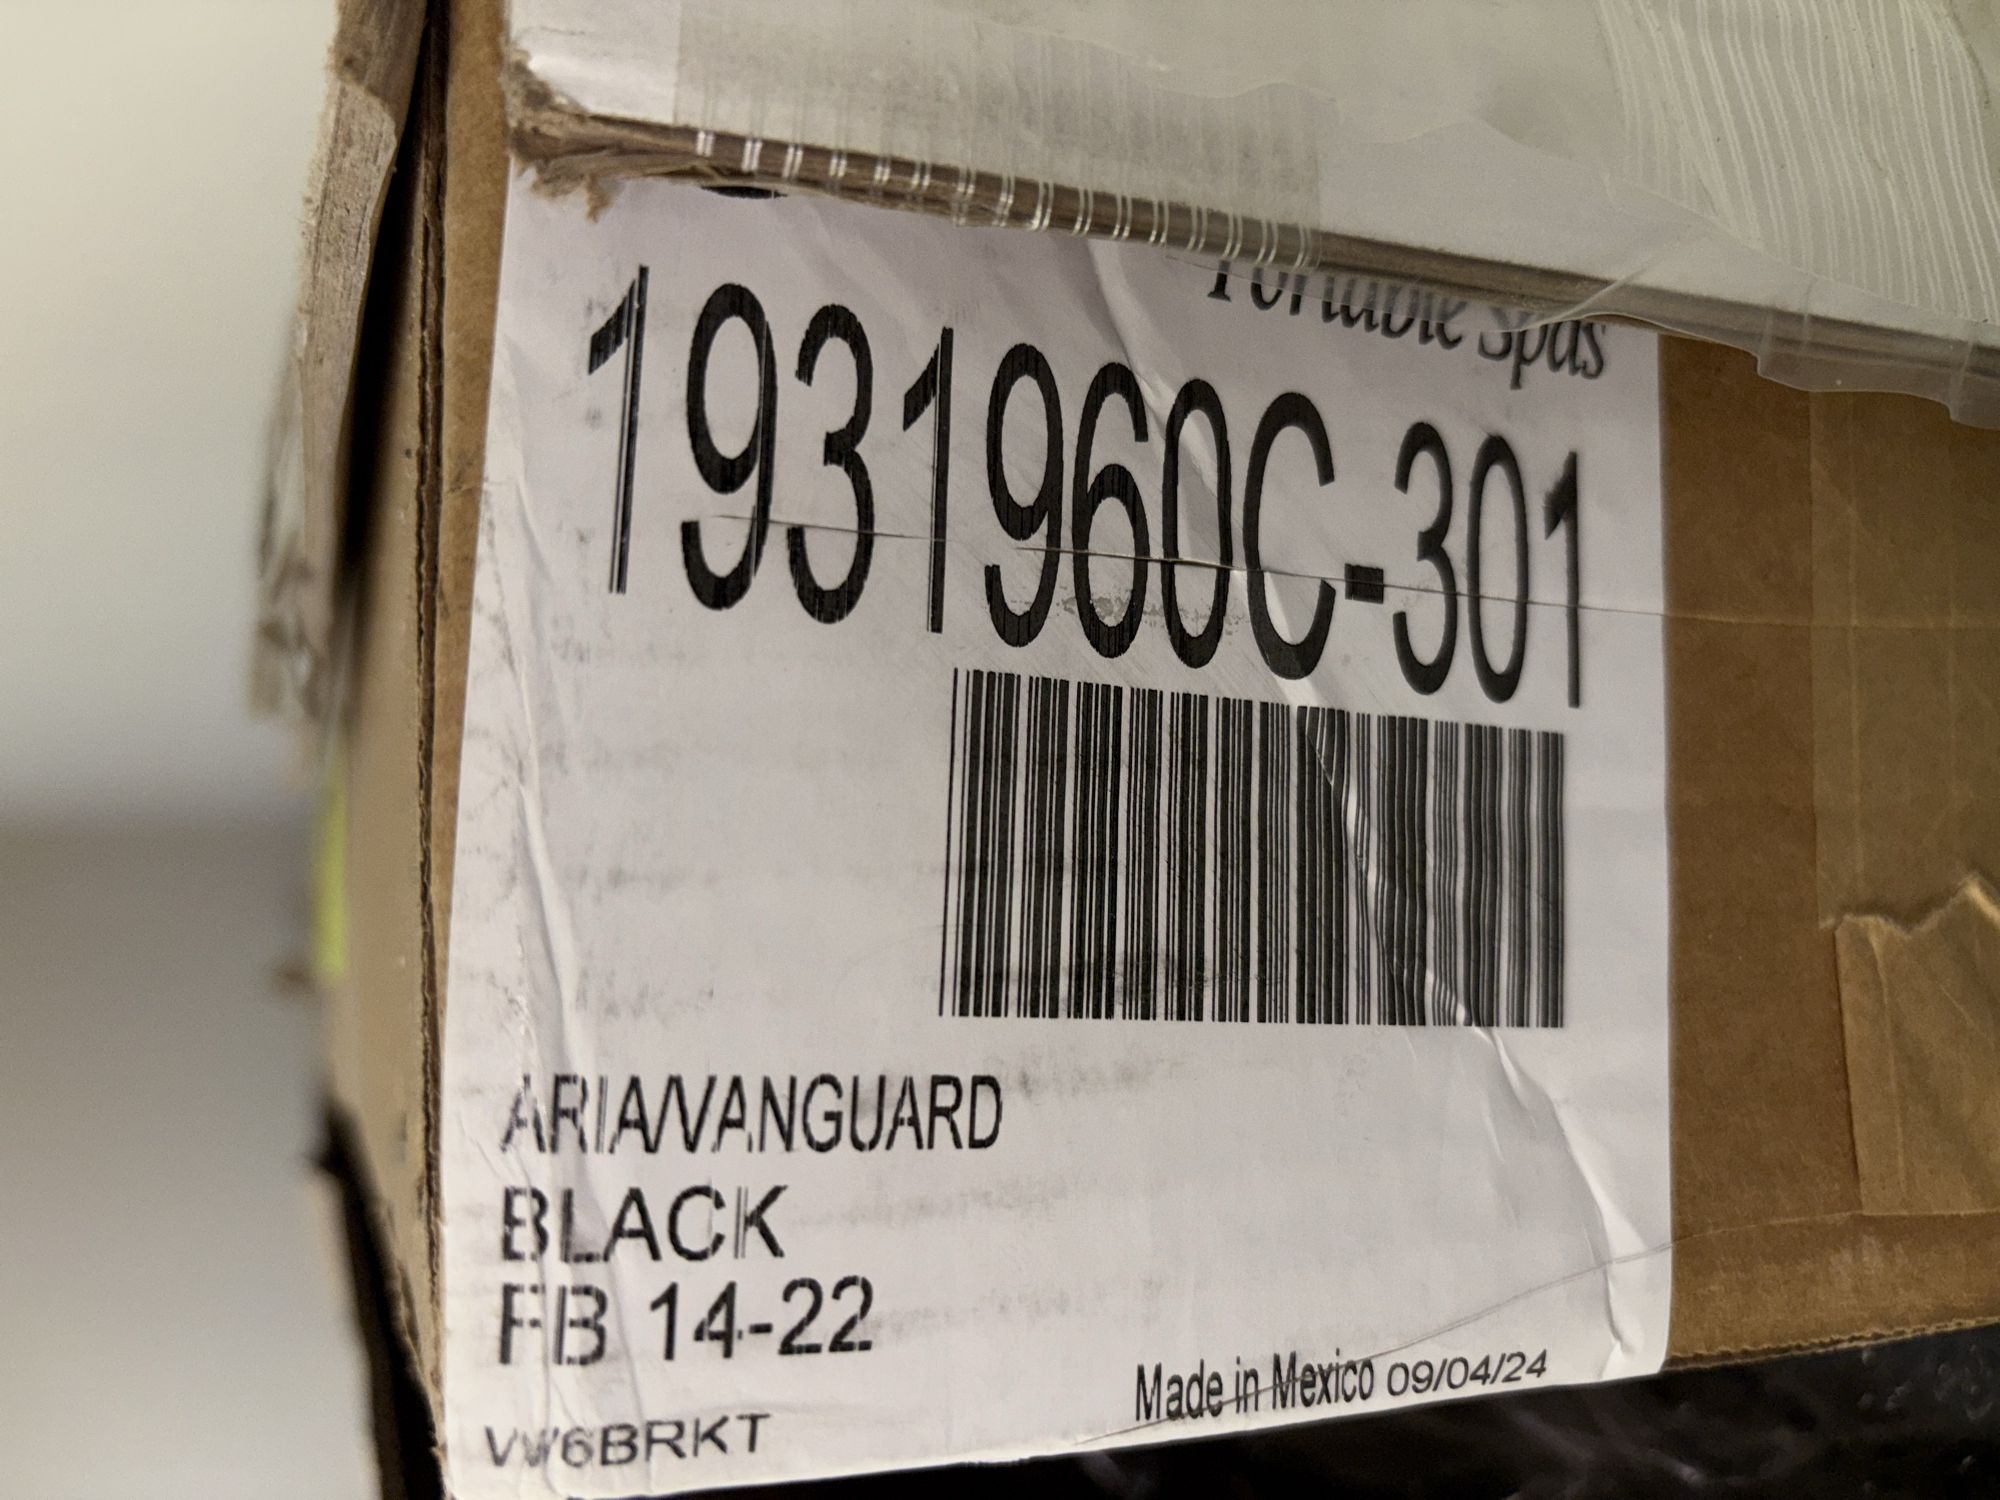 Portable Spas
1931960C-301
ARIA/VANGUARD
BLACK
FB 14-22
Made in Mexico 09/04/24
VW6BRKT